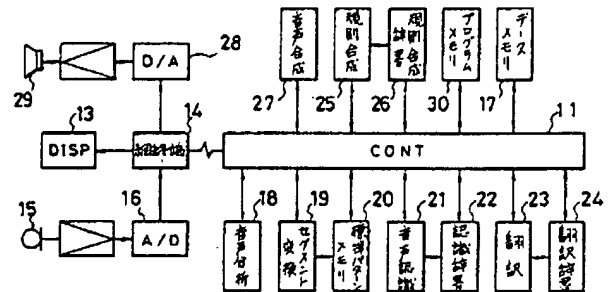 D/A
28
29
13
DISP
14
細端端
15
16
A/D
音声合成
27
規則合成
25
規則合成辞書
26
プログラムメモリ
30
データメモリ
17
11
CONT
音声分析
18
セグメント変換
19
標準パターンメモリ
20
音声認識
21
認識辞書
22
翻訳
23
翻訳辞書
24